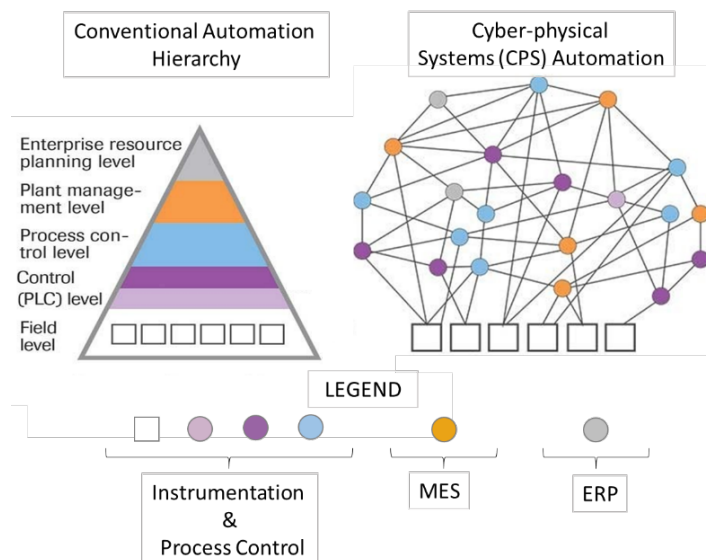 Conventional Automation
Hierarchy
Cyber-physical
Systems (CPS) Automation
Enterprise resource
planning level
Plant manage-
ment level
Process con-
trol level
Control
(PLC) level
Field
level
LEGEND
Instrumentation
&
Process Control
MES
ERP